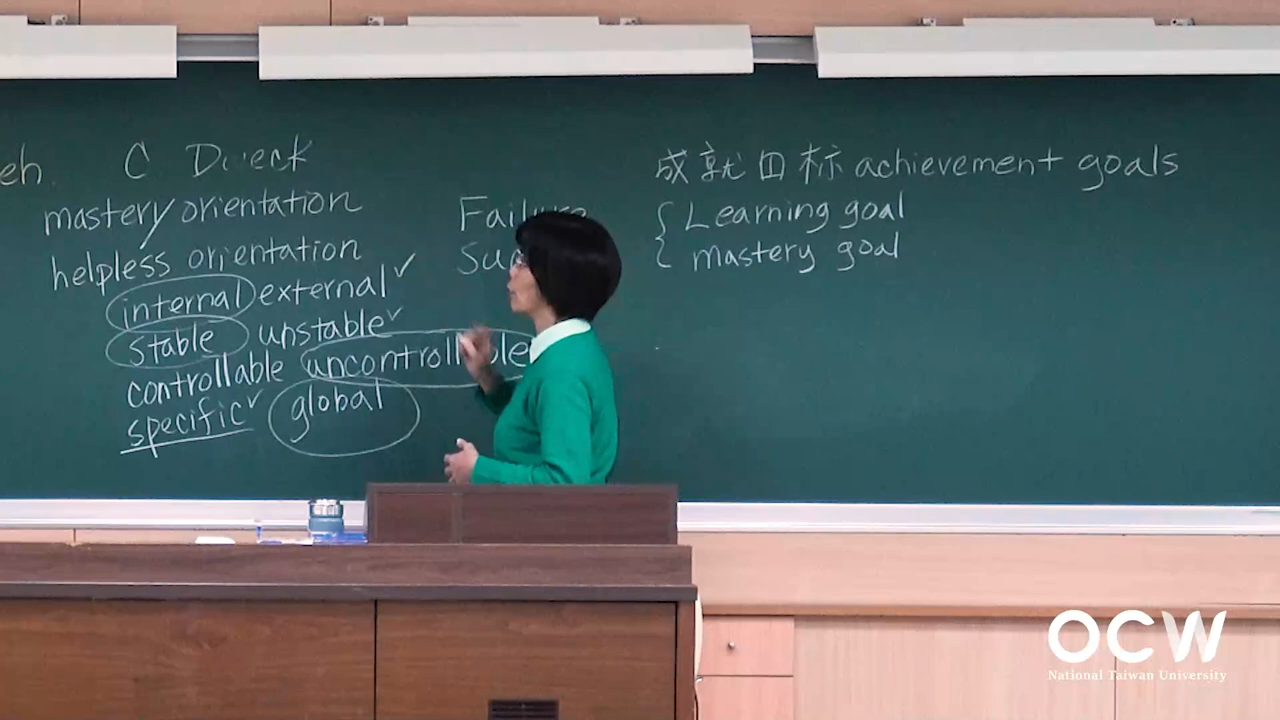 C Dweck
mastery orientation
helpless orientation
internal external ✓
stable unstable ✓
controllable uncontrollable
specific ✓ global
Failure
成就目标 achievement goals
Learning goal
mastery goal
OCW
National Taiwan University